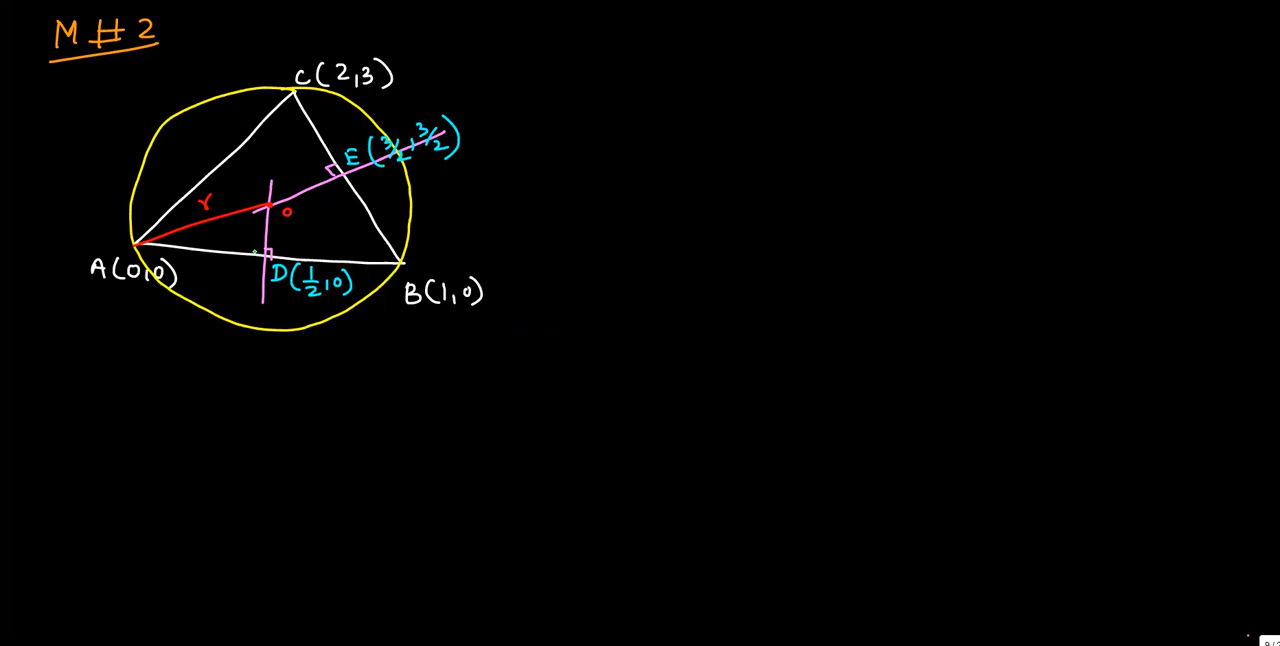 M # 2
C(2,3)
E(3/2, 3/2)
r
O
A(0,0)
D(1/2,0)
B(1,0)